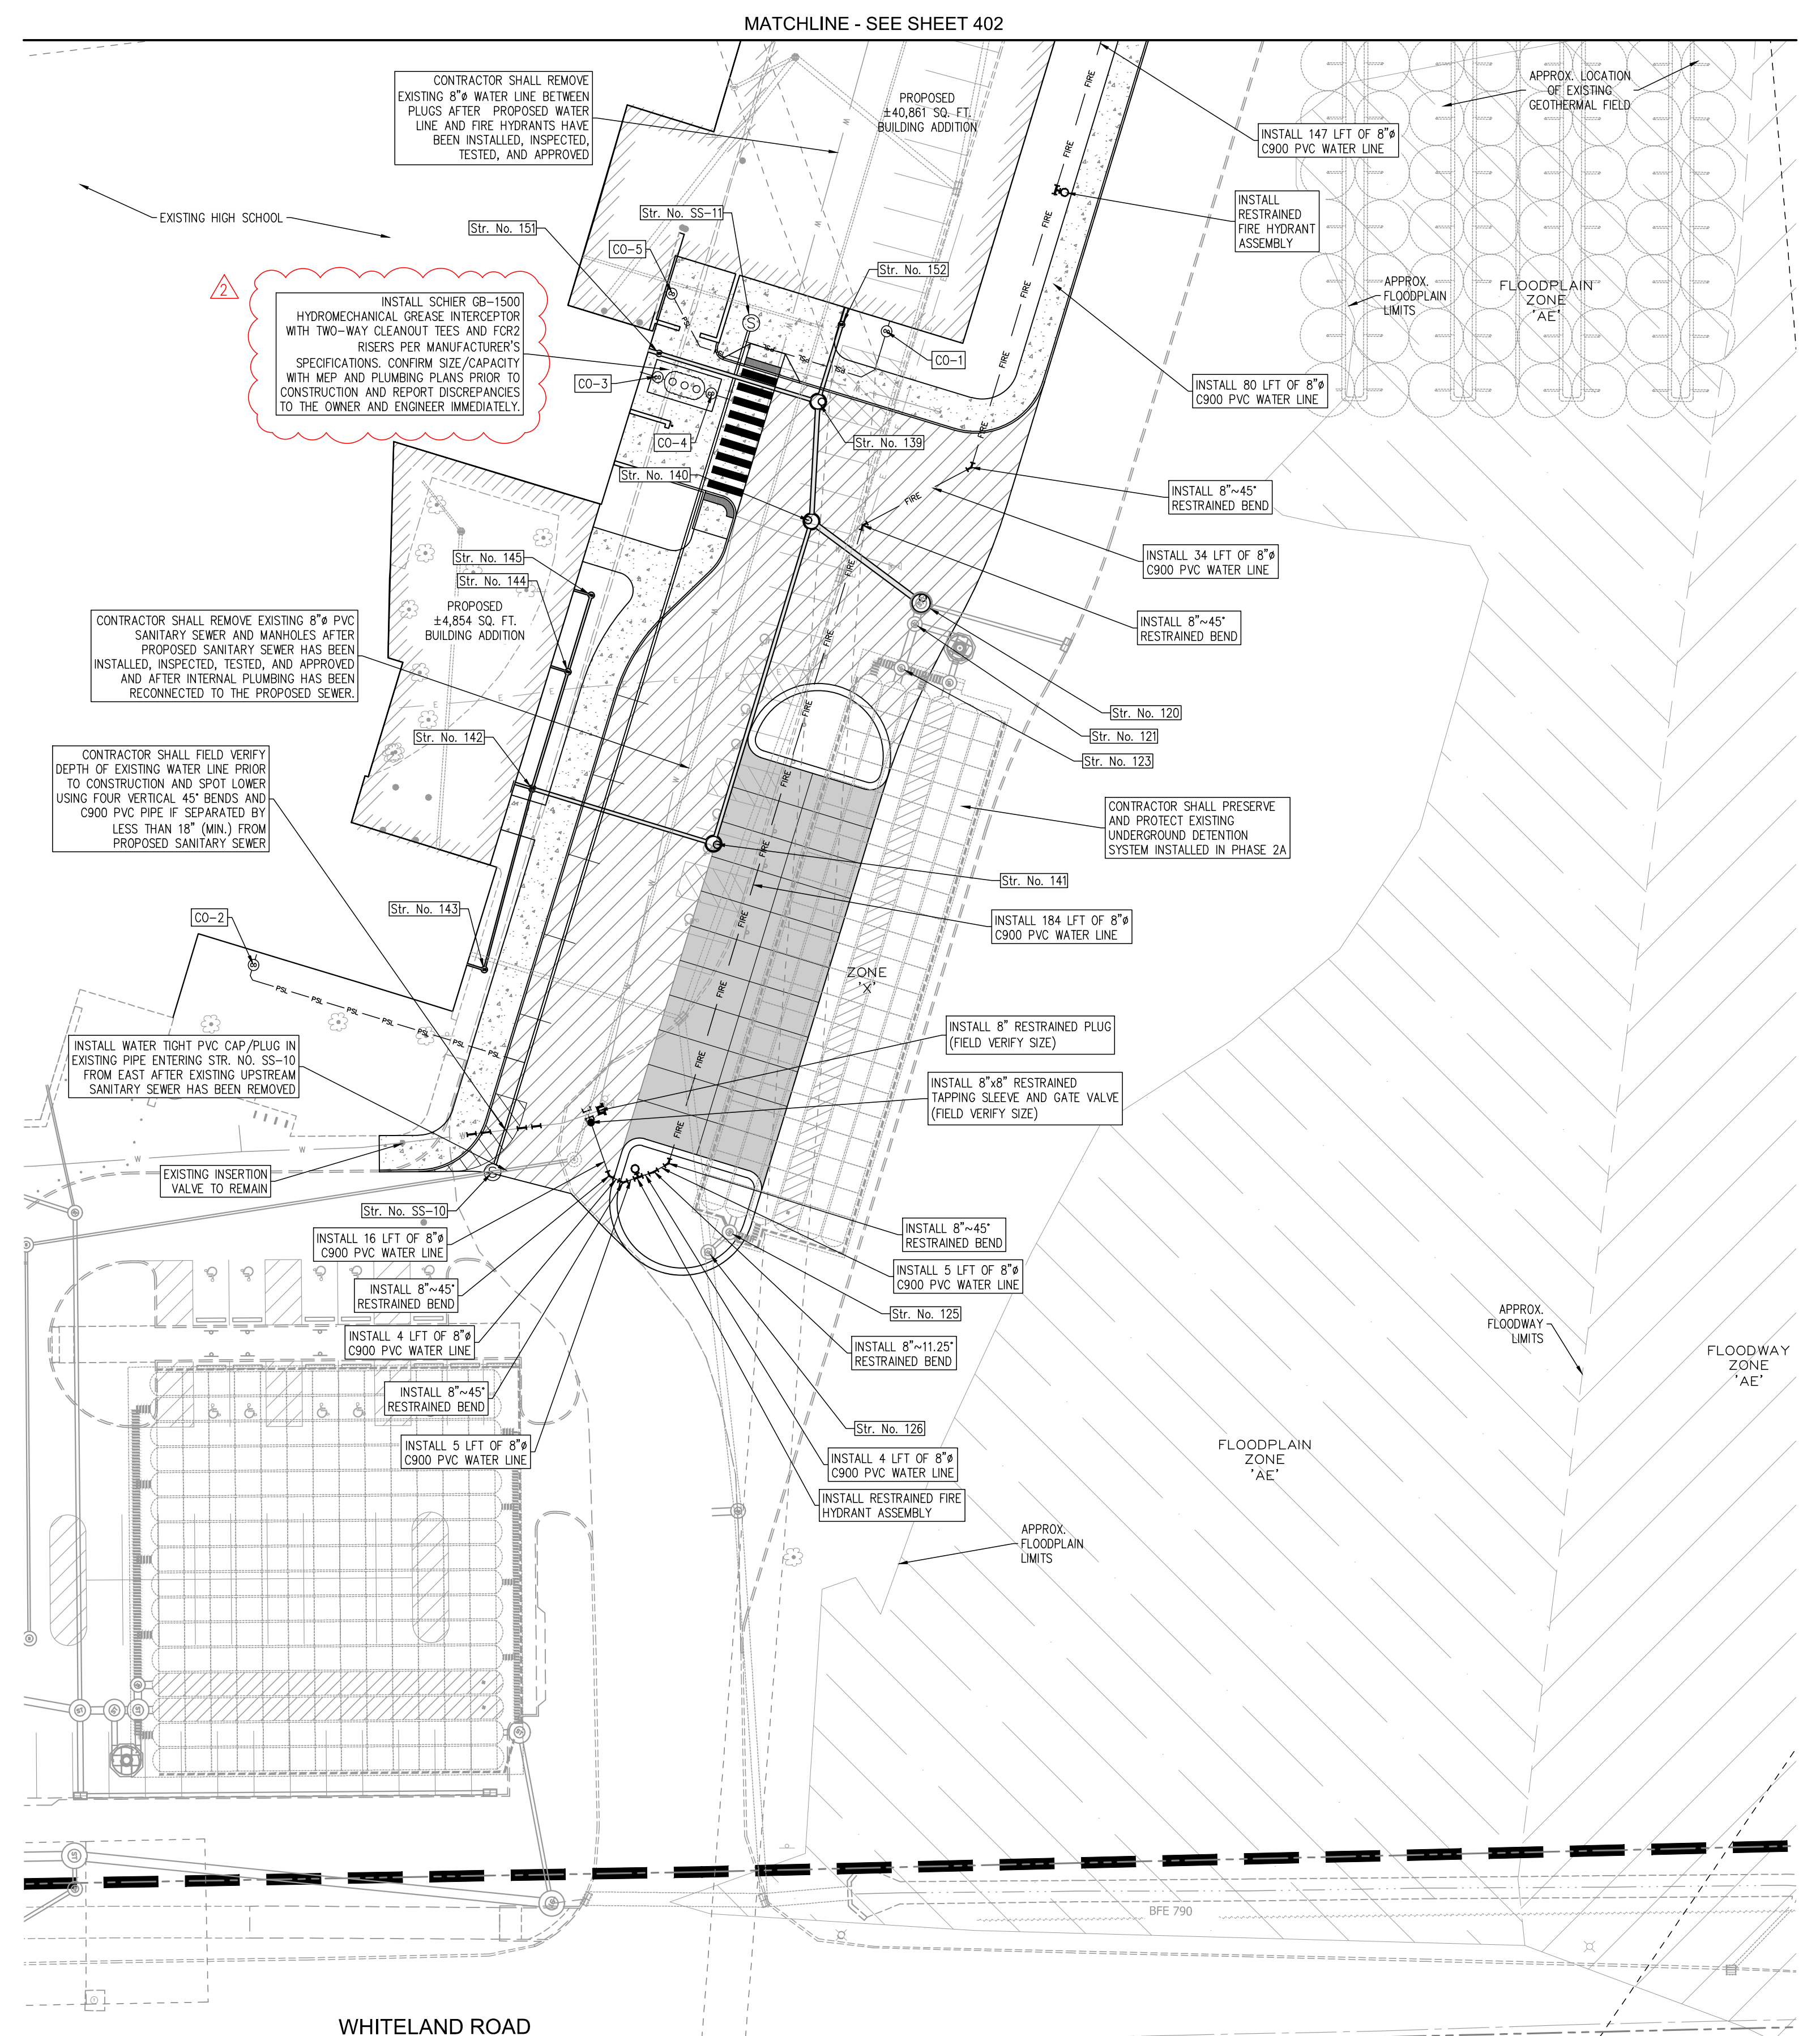 MATCHLINE - SEE SHEET 402
CONTRACTOR SHALL REMOVE
EXISTING 8"ø WATER LINE BETWEEN
PLUGS AFTER PROPOSED WATER
LINE AND FIRE HYDRANTS HAVE
BEEN INSTALLED, INSPECTED,
TESTED, AND APPROVED
PROPOSED
±40,861 SQ. FT.
BUILDING ADDITION
APPROX. LOCATION
OF EXISTING
GEOTHERMAL FIELD
INSTALL 147 LFT OF 8"ø
C900 PVC WATER LINE
INSTALL
RESTRAINED
FIRE HYDRANT
ASSEMBLY
EXISTING HIGH SCHOOL
Str. No. 151
Str. No. SS-11
CO-5
Str. No. 152
APPROX.
FLOODPLAIN
LIMITS
FLOODPLAIN
ZONE
'AE'
2
INSTALL SCHIER GB-1500
HYDROMECHANICAL GREASE INTERCEPTOR
WITH TWO-WAY CLEANOUT TEES AND FCR2
RISERS PER MANUFACTURER'S
SPECIFICATIONS. CONFIRM SIZE/CAPACITY
WITH MEP AND PLUMBING PLANS PRIOR TO
CONSTRUCTION AND REPORT DISCREPANCIES
TO THE OWNER AND ENGINEER IMMEDIATELY.
CO-1
CO-3
INSTALL 80 LFT OF 8"ø
C900 PVC WATER LINE
CO-4
Str. No. 139
Str. No. 140
INSTALL 8"~45°
RESTRAINED BEND
INSTALL 34 LFT OF 8"ø
C900 PVC WATER LINE
Str. No. 145
Str. No. 144
PROPOSED
±4,854 SQ. FT.
BUILDING ADDITION
INSTALL 8"~45°
RESTRAINED BEND
CONTRACTOR SHALL REMOVE EXISTING 8"ø PVC
SANITARY SEWER AND MANHOLES AFTER
PROPOSED SANITARY SEWER HAS BEEN
INSTALLED, INSPECTED, TESTED, AND APPROVED
AND AFTER INTERNAL PLUMBING HAS BEEN
RECONNECTED TO THE PROPOSED SEWER.
Str. No. 120
Str. No. 121
Str. No. 142
Str. No. 123
CONTRACTOR SHALL FIELD VERIFY
DEPTH OF EXISTING WATER LINE PRIOR
TO CONSTRUCTION AND SPOT LOWER
USING FOUR VERTICAL 45° BENDS AND
C900 PVC PIPE IF SEPARATED BY
LESS THAN 18" (MIN.) FROM
PROPOSED SANITARY SEWER
CONTRACTOR SHALL PRESERVE
AND PROTECT EXISTING
UNDERGROUND DETENTION
SYSTEM INSTALLED IN PHASE 2A
Str. No. 141
CO-2
Str. No. 143
INSTALL 184 LFT OF 8"ø
C900 PVC WATER LINE
ZONE
'X'
PSL PSL PSL PSL PSL
FIRE FIRE FIRE FIRE FIRE FIRE
FIRE FIRE FIRE FIRE FIRE FIRE
FIRE FIRE FIRE FIRE
INSTALL WATER TIGHT PVC CAP/PLUG IN
EXISTING PIPE ENTERING STR. NO. SS-10
FROM EAST AFTER EXISTING UPSTREAM
SANITARY SEWER HAS BEEN REMOVED
INSTALL 8" RESTRAINED PLUG
(FIELD VERIFY SIZE)
INSTALL 8"x8" RESTRAINED
TAPPING SLEEVE AND GATE VALVE
(FIELD VERIFY SIZE)
EXISTING INSERTION
VALVE TO REMAIN
Str. No. SS-10
INSTALL 16 LFT OF 8"ø
C900 PVC WATER LINE
INSTALL 8"~45°
RESTRAINED BEND
INSTALL 8"~45°
RESTRAINED BEND
INSTALL 5 LFT OF 8"ø
C900 PVC WATER LINE
Str. No. 125
INSTALL 4 LFT OF 8"ø
C900 PVC WATER LINE
INSTALL 8"~11.25°
RESTRAINED BEND
APPROX.
FLOODWAY
LIMITS
FLOODWAY
ZONE
'AE'
INSTALL 8"~45°
RESTRAINED BEND
Str. No. 126
INSTALL 5 LFT OF 8"ø
C900 PVC WATER LINE
INSTALL 4 LFT OF 8"ø
C900 PVC WATER LINE
FLOODPLAIN
ZONE
'AE'
INSTALL RESTRAINED FIRE
HYDRANT ASSEMBLY
APPROX.
FLOODPLAIN
LIMITS
BFE 790
WHITELAND ROAD